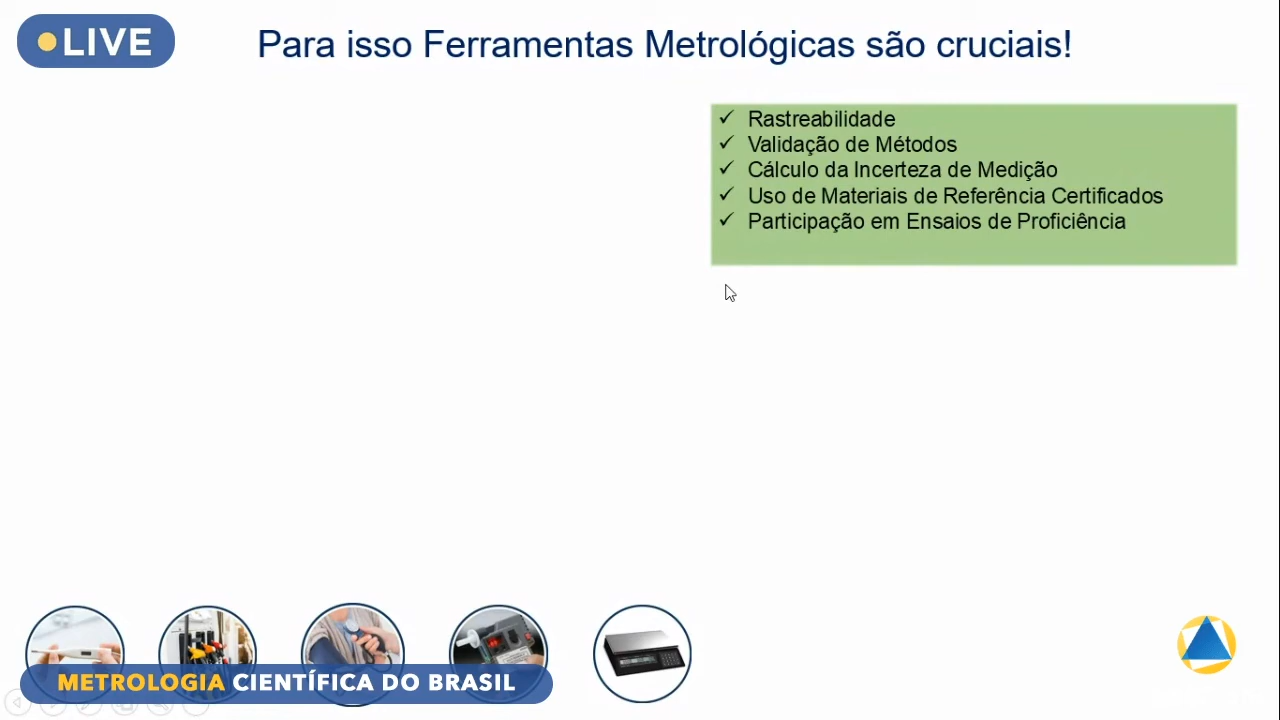 LIVE
Para isso Ferramentas Metrológicas são cruciais!
✓ Rastreabilidade
✓ Validação de Métodos
✓ Cálculo da Incerteza de Medição
✓ Uso de Materiais de Referência Certificados
✓ Participação em Ensaios de Proficiência
METROLOGIA CIENTÍFICA DO BRASIL